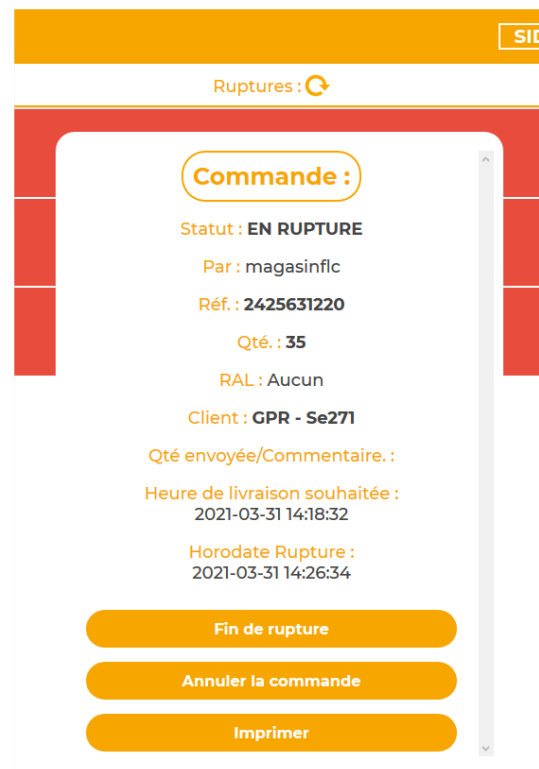 Ruptures :
Commande :
Statut : EN RUPTURE
Par : magasinflc
Réf. : 2425631220
Qté. : 35
RAL : Aucun
Client : GPR - Se271
Qté envoyée/Commentaire. :
Heure de livraison souhaitée :
2021-03-31 14:18:32
Horodate Rupture :
2021-03-31 14:26:34
Fin de rupture
Annuler la commande
Imprimer